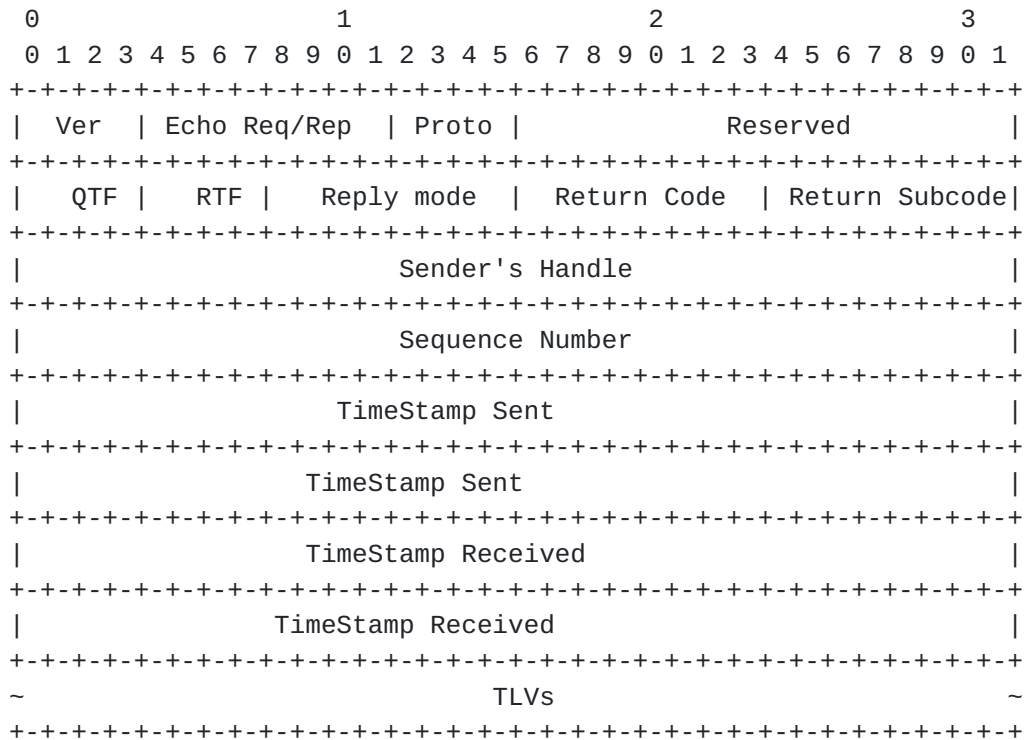 0                   1                   2                   3
 0 1 2 3 4 5 6 7 8 9 0 1 2 3 4 5 6 7 8 9 0 1 2 3 4 5 6 7 8 9 0 1
+-+-+-+-+-+-+-+-+-+-+-+-+-+-+-+-+-+-+-+-+-+-+-+-+-+-+-+-+-+-+-+-+
|  Ver  | Echo Req/Rep  | Proto |             Reserved          |
+-+-+-+-+-+-+-+-+-+-+-+-+-+-+-+-+-+-+-+-+-+-+-+-+-+-+-+-+-+-+-+-+
|   QTF |   RTF |   Reply mode  |  Return Code  | Return Subcode|
+-+-+-+-+-+-+-+-+-+-+-+-+-+-+-+-+-+-+-+-+-+-+-+-+-+-+-+-+-+-+-+-+
|                        Sender's Handle                        |
+-+-+-+-+-+-+-+-+-+-+-+-+-+-+-+-+-+-+-+-+-+-+-+-+-+-+-+-+-+-+-+-+
|                        Sequence Number                        |
+-+-+-+-+-+-+-+-+-+-+-+-+-+-+-+-+-+-+-+-+-+-+-+-+-+-+-+-+-+-+-+-+
|                    TimeStamp Sent                             |
+-+-+-+-+-+-+-+-+-+-+-+-+-+-+-+-+-+-+-+-+-+-+-+-+-+-+-+-+-+-+-+-+
|                  TimeStamp Sent                               |
+-+-+-+-+-+-+-+-+-+-+-+-+-+-+-+-+-+-+-+-+-+-+-+-+-+-+-+-+-+-+-+-+
|                  TimeStamp Received                           |
+-+-+-+-+-+-+-+-+-+-+-+-+-+-+-+-+-+-+-+-+-+-+-+-+-+-+-+-+-+-+-+-+
|                TimeStamp Received                             |
+-+-+-+-+-+-+-+-+-+-+-+-+-+-+-+-+-+-+-+-+-+-+-+-+-+-+-+-+-+-+-+-+
~                              TLVs                             ~
+-+-+-+-+-+-+-+-+-+-+-+-+-+-+-+-+-+-+-+-+-+-+-+-+-+-+-+-+-+-+-+-+